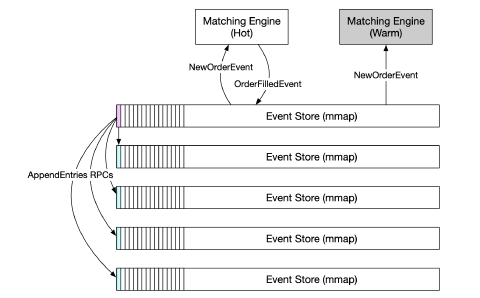 Matching Engine
(Hot)
Matching Engine
(Warm)
NewOrderEvent
OrderFilledEvent
NewOrderEvent
Event Store (mmap)
Event Store (mmap)
AppendEntries RPCs
Event Store (mmap)
Event Store (mmap)
Event Store (mmap)